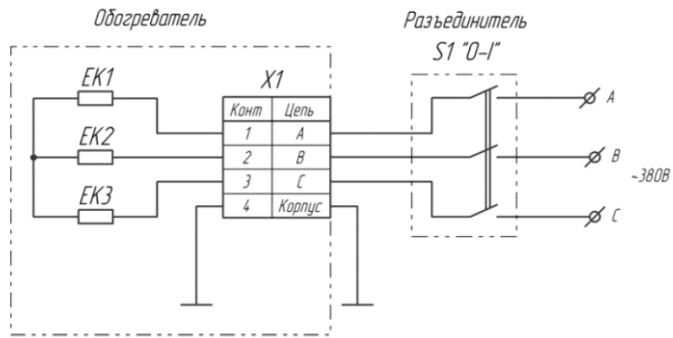 Обогреватель
Разъединитель
S1 "0-I"
EK1
X1
Конт Цепь
A
1 A
EK2
2 B
B
~380В
3 C
EK3
4 Корпус
C